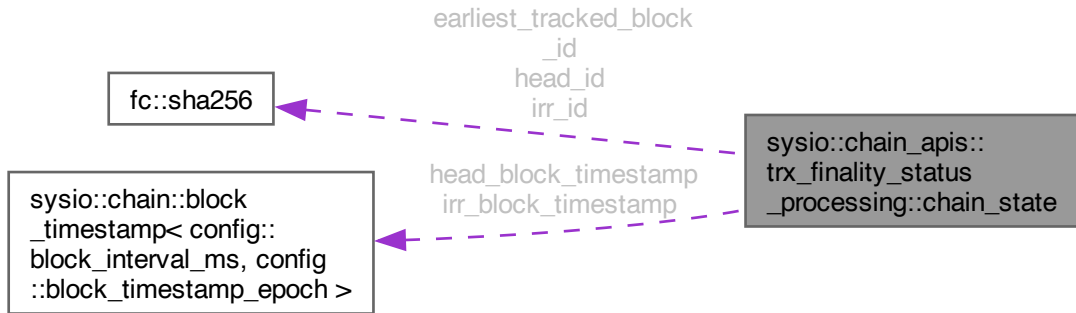 earliest_tracked_block
_id
head_id
irr_id
fc::sha256
sysio::chain_apis::
trx_finality_status
_processing::chain_state
head_block_timestamp
irr_block_timestamp
sysio::chain::block
_timestamp< config::
block_interval_ms, config
::block_timestamp_epoch >